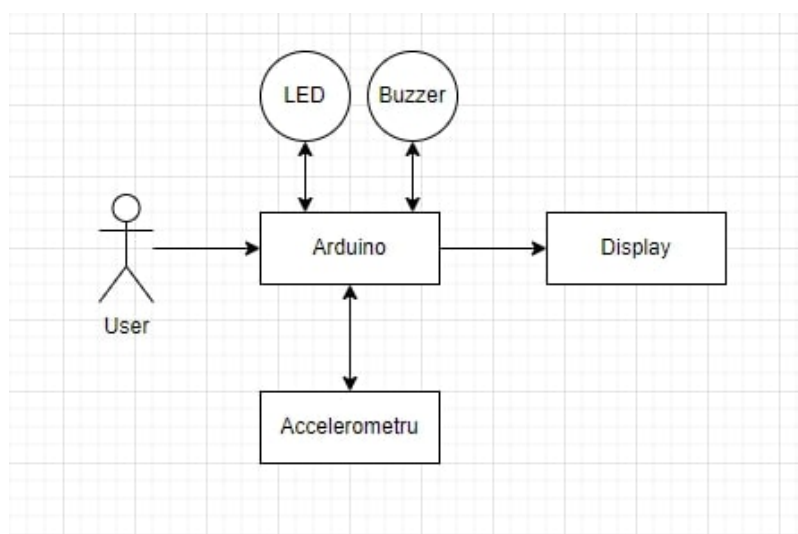 LED
Buzzer
Arduino
Display
User
Accelerometru